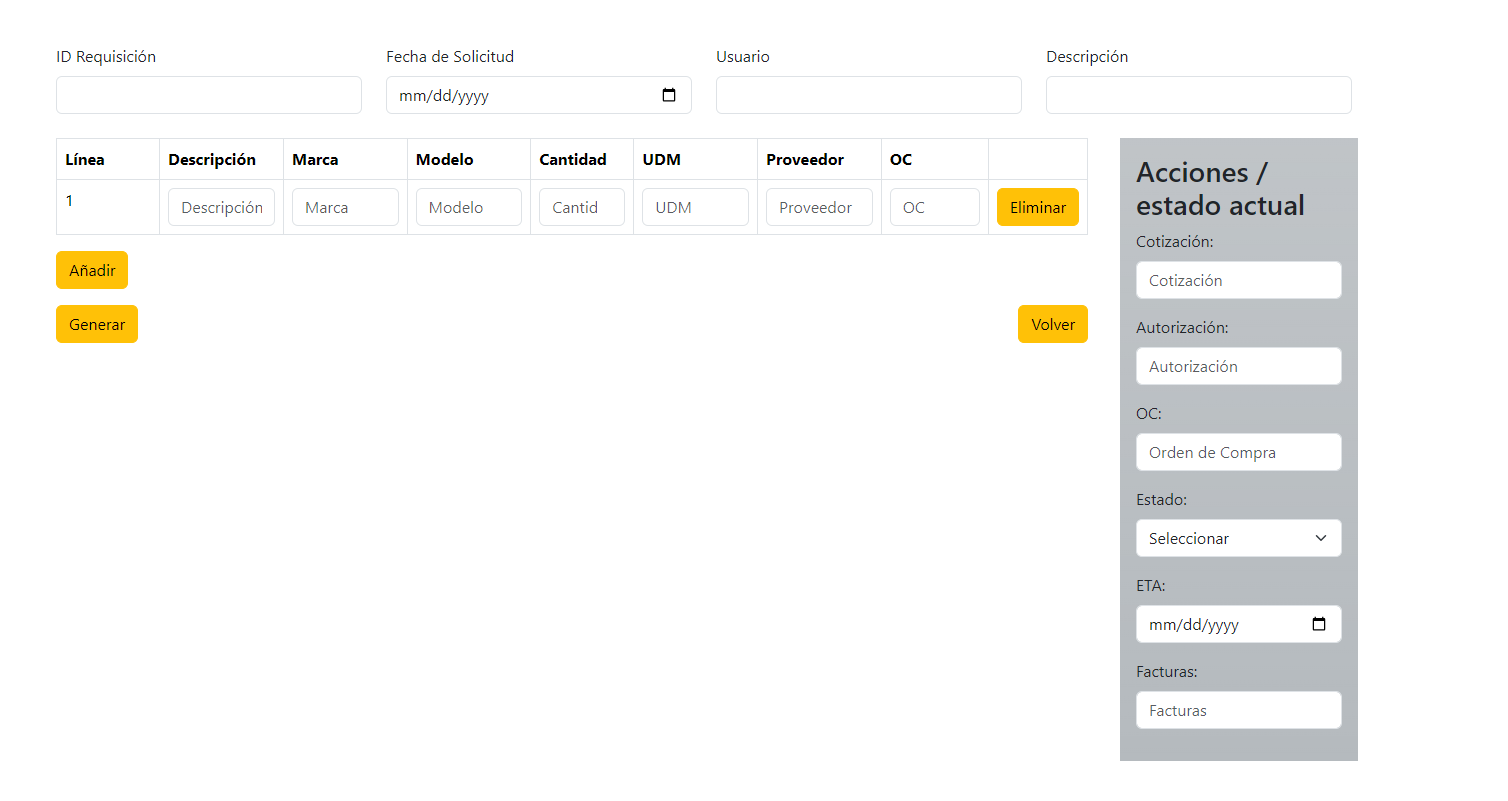 ID Requisición Fecha de Solicitud Usuario Descripción
mm/dd/yyyy
Línea Descripción Marca Modelo Cantidad UDM Proveedor OC
1 Descripción Marca Modelo Cantid UDM Proveedor OC Eliminar
Añadir
Generar Volver
Acciones /
estado actual
Cotización:
Cotización
Autorización:
Autorización
OC:
Orden de Compra
Estado:
Seleccionar
ETA:
mm/dd/yyyy
Facturas:
Facturas